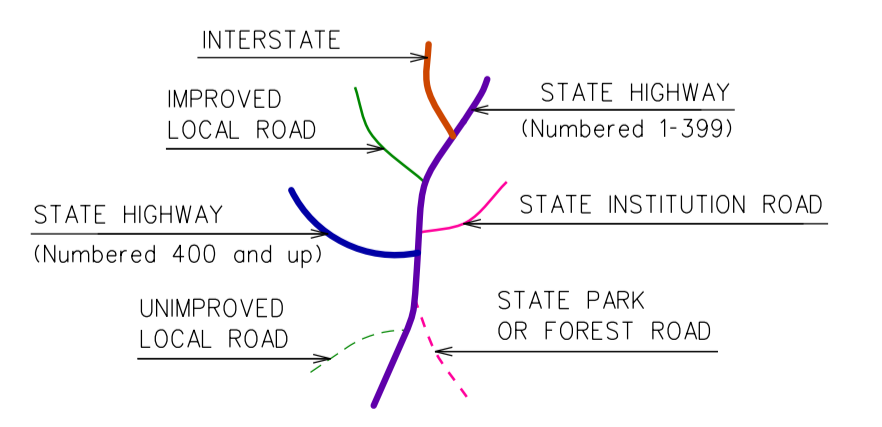 INTERSTATE
STATE HIGHWAY
(Numbered 1-399)
IMPROVED
LOCAL ROAD
STATE INSTITUTION ROAD
STATE HIGHWAY
(Numbered 400 and up)
UNIMPROVED
LOCAL ROAD
STATE PARK
OR FOREST ROAD